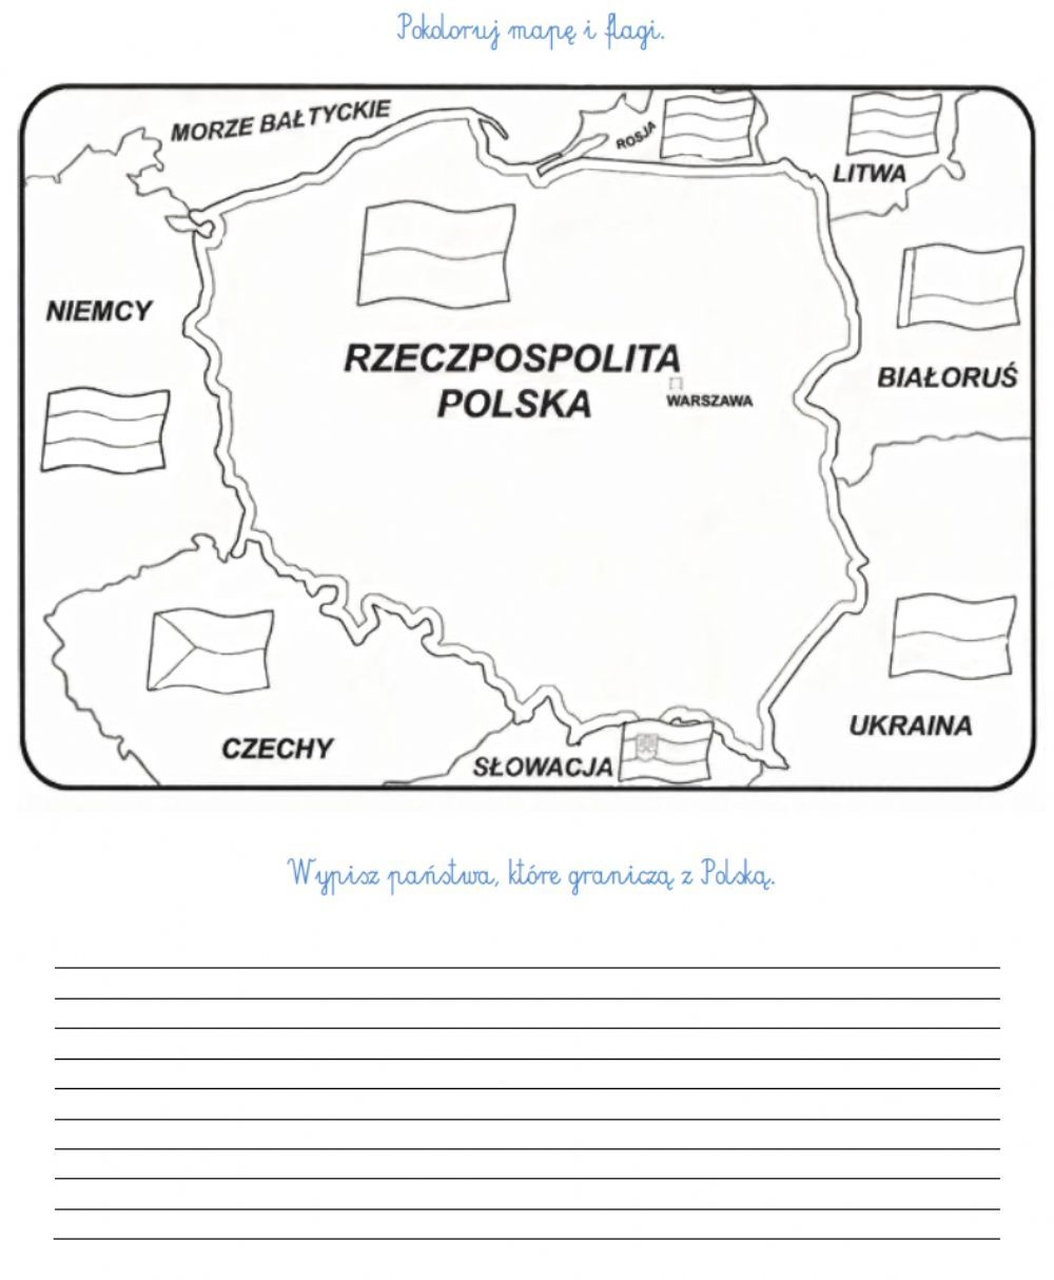 Pokoloruj mapę i flagi.
MORZE BAŁTYCKIE
ROSJA
LITWA
NIEMCY
RZECZPOSPOLITA
POLSKA
WARSZAWA
BIAŁORUŚ
CZECHY
SŁOWACJA
UKRAINA
Wypisz państwa, które graniczą z Polską.